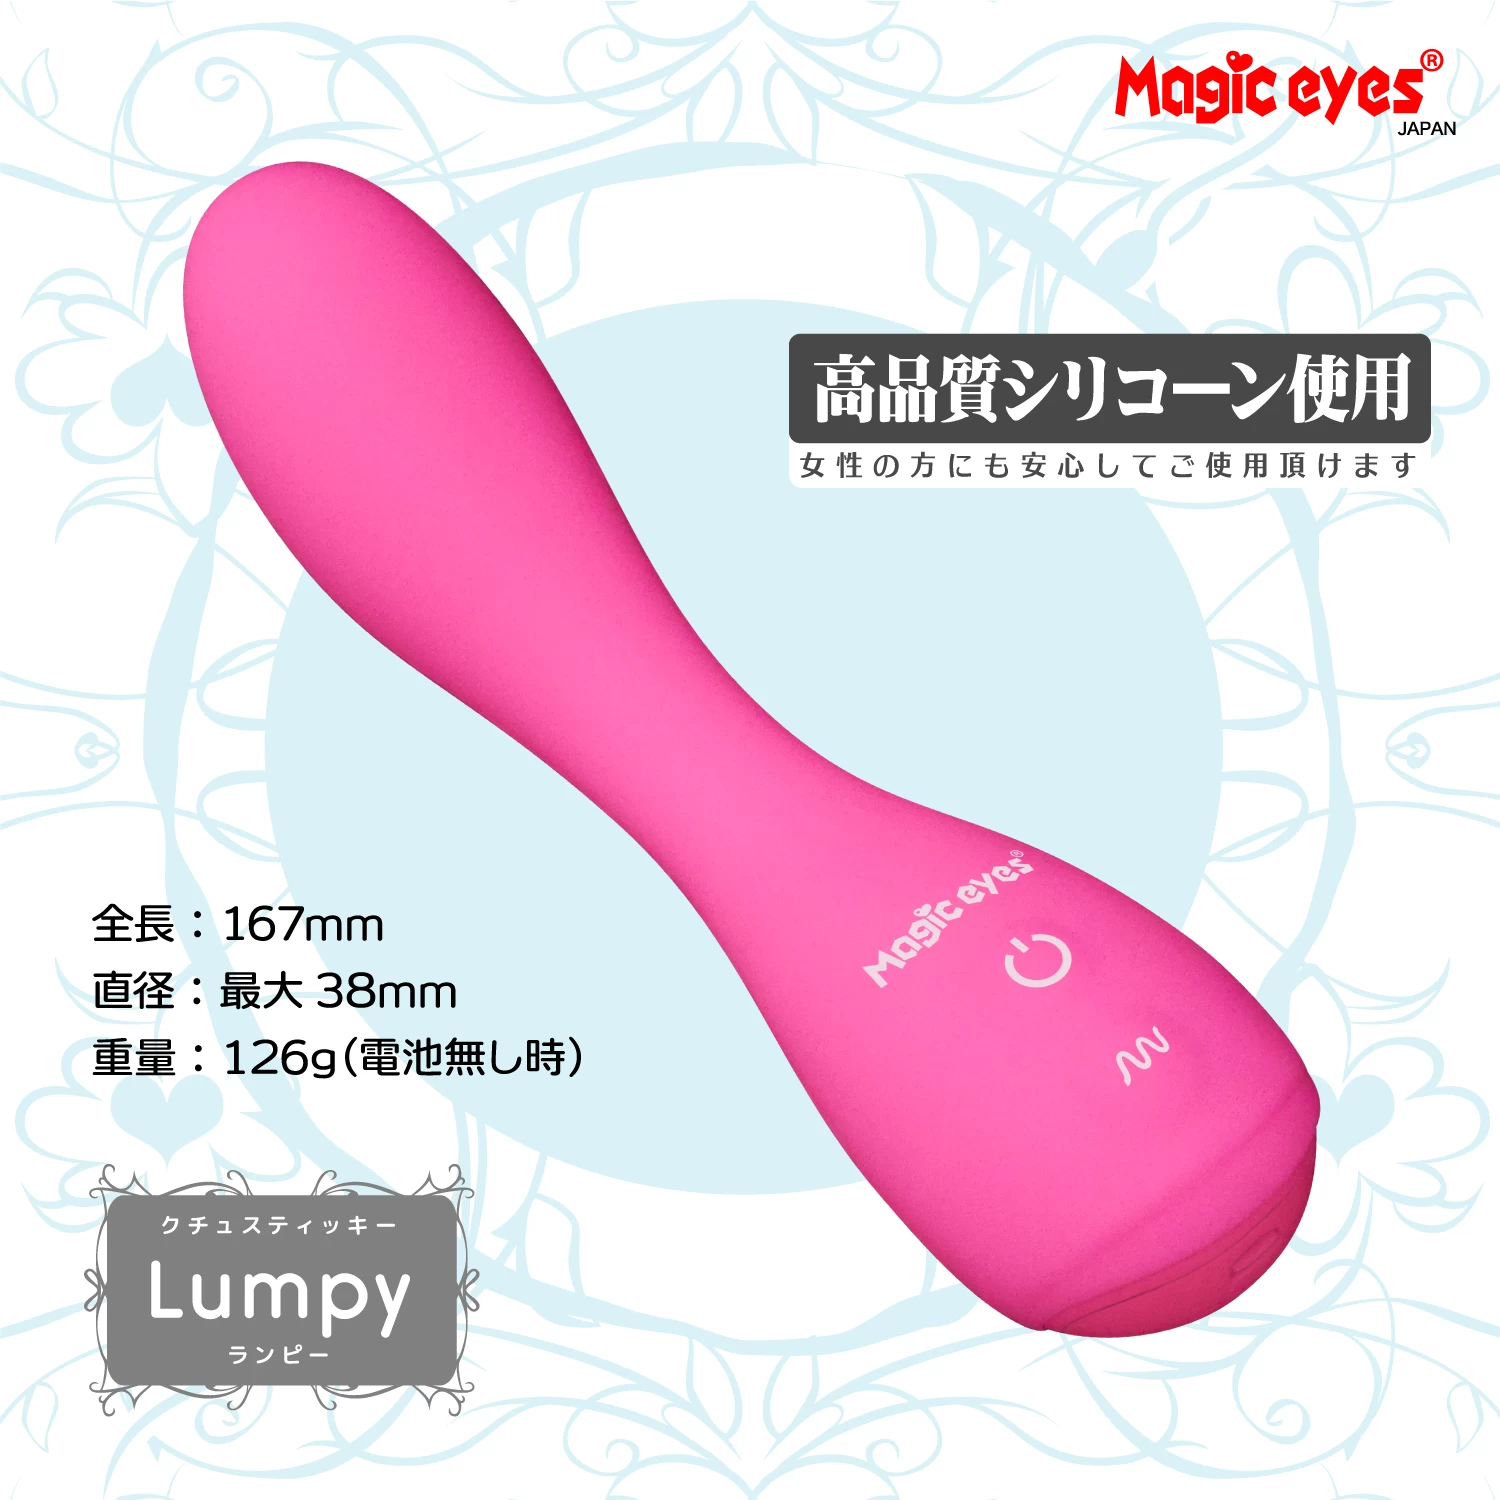 Magic eyes®
JAPAN
高品質シリコーン使用
女性の方にも安心してご使用頂けます
Magic eyes®
全長：167mm
直径：最大 38mm
重量：126g（電池無し時）
クチュスティッキー
Lumpy
ランピー